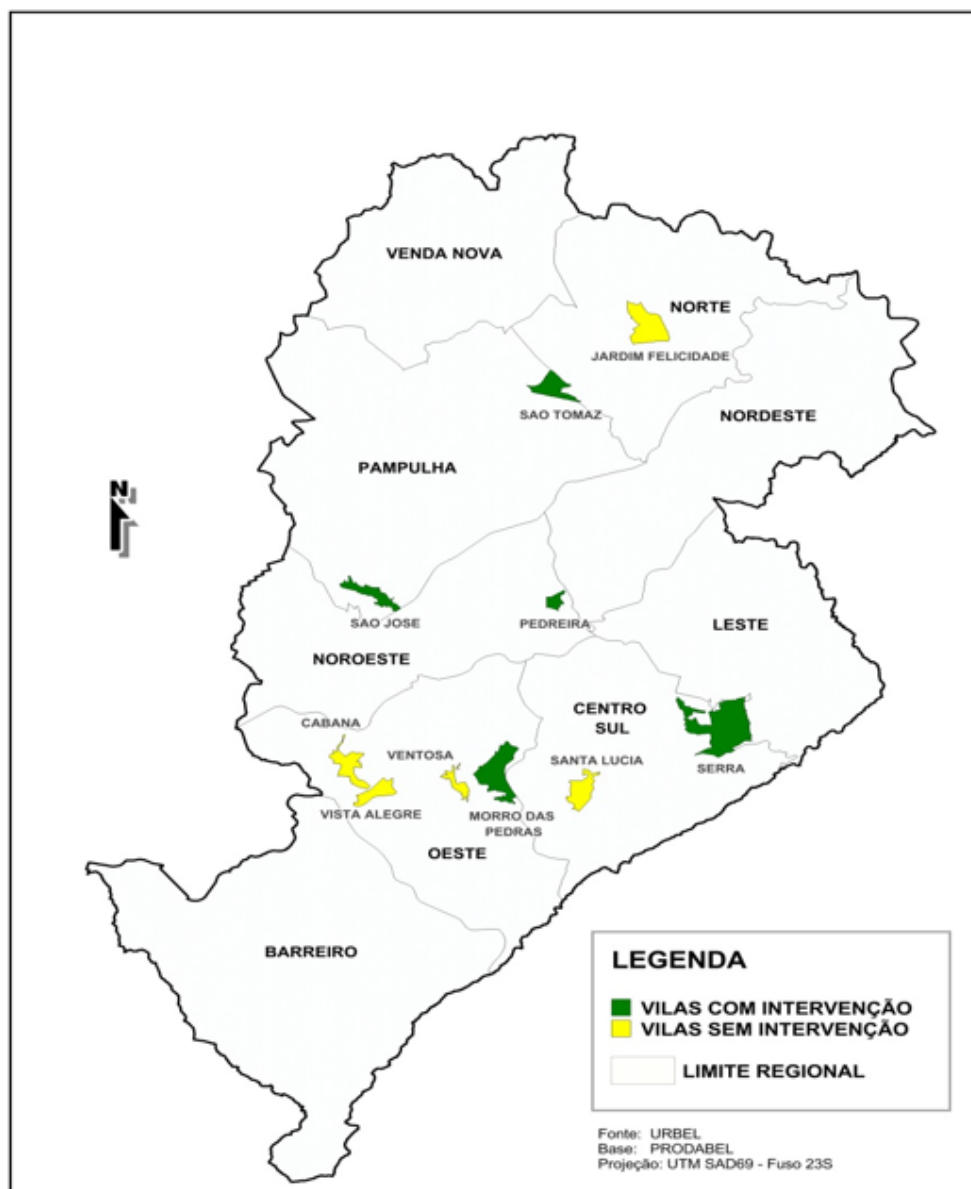 VENDA NOVA
NORTE
JARDIM FELICIDADE
SAO TOMAZ
NORDESTE
PAMPULHA
N
SAO JOSE
PEDREIRA
LESTE
NOROESTE
CENTRO
SUL
CABANA
VENTOSA
SANTA LUCIA
SERRA
VISTA ALEGRE
MORRO DAS
PEDRAS
OESTE
BARREIRO
LEGENDA
VILAS COM INTERVENÇÃO
VILAS SEM INTERVENÇÃO
LIMITE REGIONAL
Fonte: URBEL
Base: PRODABEL
Projeção: UTM SAD69 - Fuso 23S